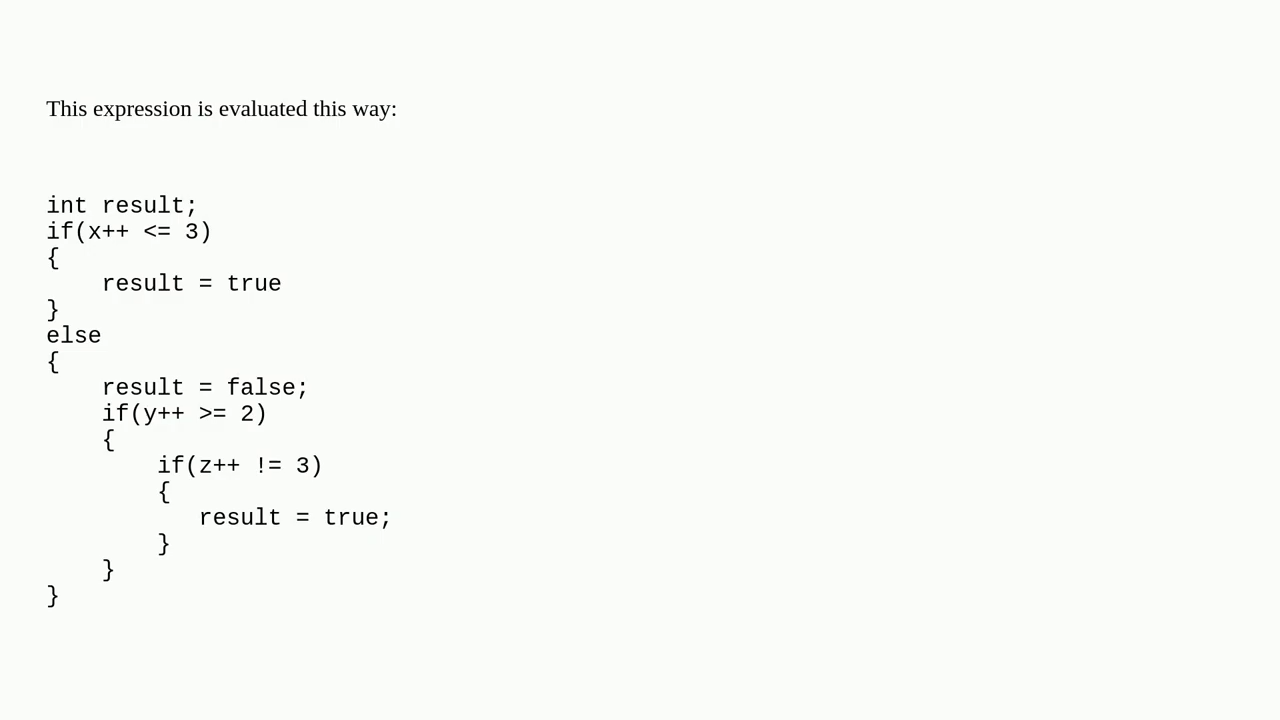 This expression is evaluated this way:
int result;
if(x++ <= 3)
{
    result = true
}
else
{
    result = false;
    if(y++ >= 2)
    {
        if(z++ != 3)
        {
           result = true;
        }
    }
}